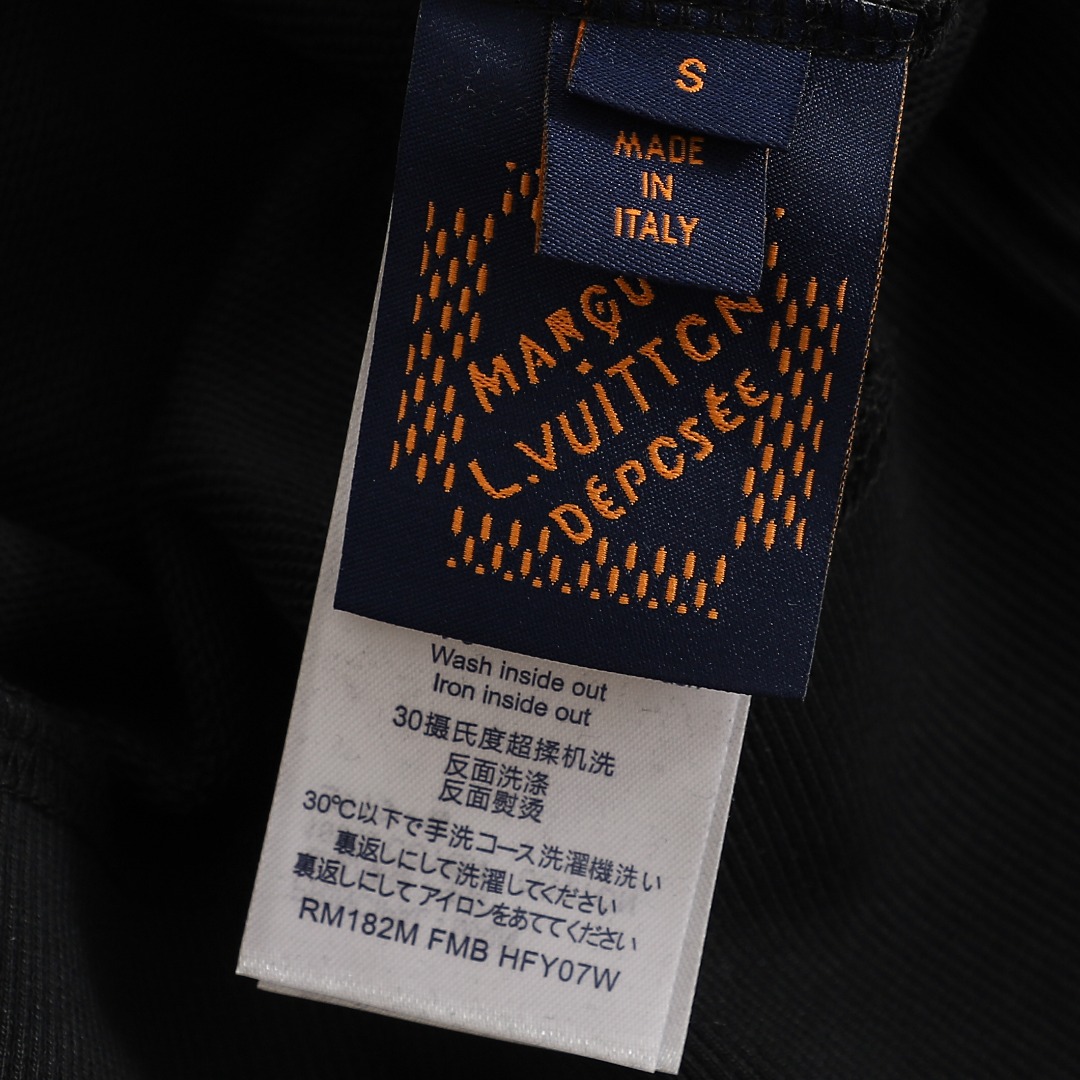 S
MADE
IN
ITALY
MARQU
L.VUITTON
DÉPOSÉE
Wash inside out
Iron inside out
30摄氏度超揉机洗
反面洗涤
反面熨烫
30℃以下で手洗コース洗濯機洗い
裏返しにして洗濯してください
裏返しにしてアイロンをあててください
RM182M FMB HFY07W